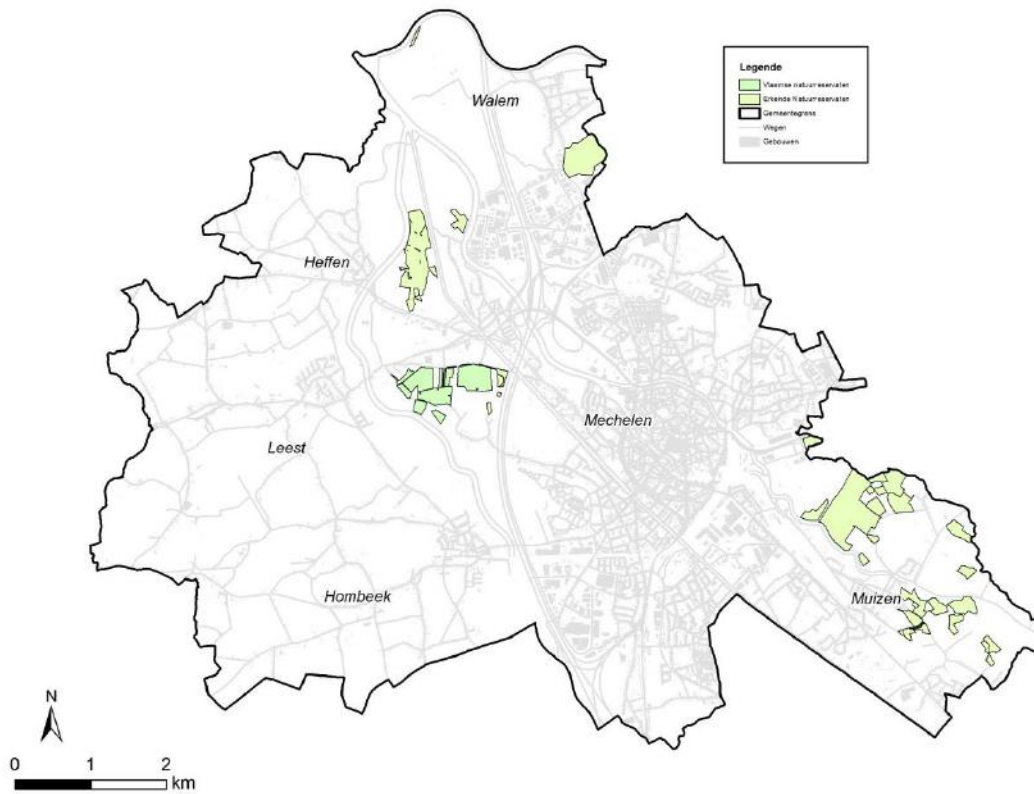 Legende
Vlaamse natuurreservaten
Erkende Natuurreservaten
Gemeentegrens
Wegen
Gebouwen
Walem
Heffen
Mechelen
Leest
Hombeek
Muizen
N
0 1 2
km